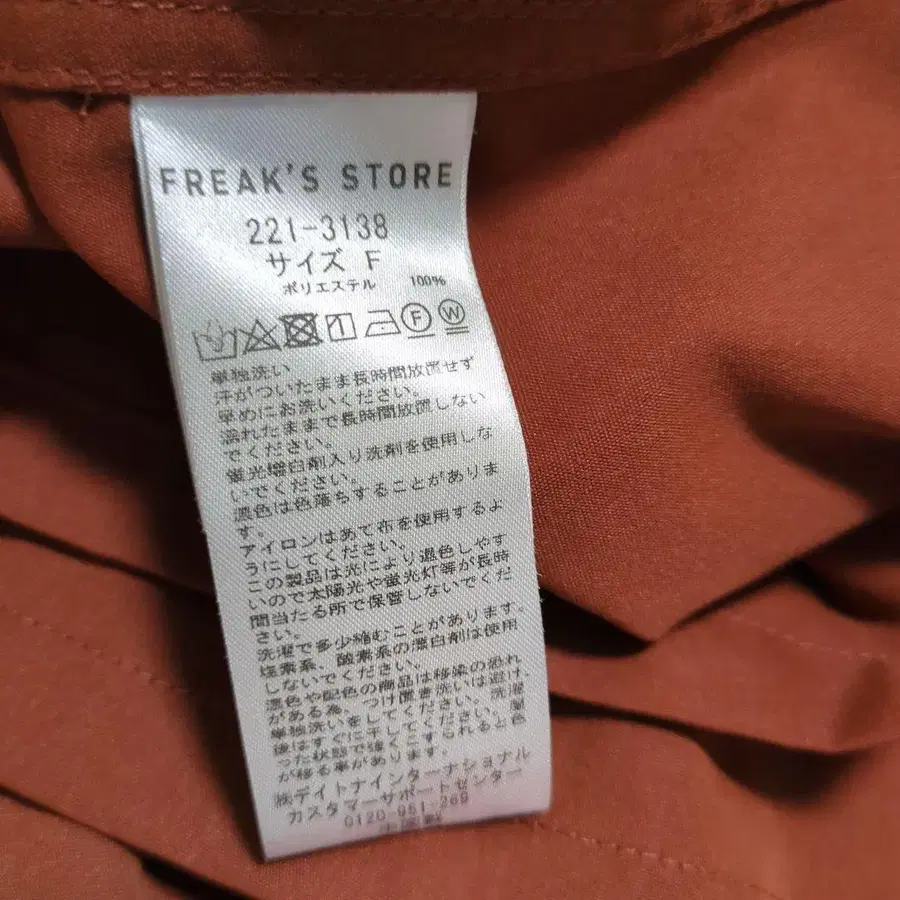 FREAK'S STORE
221-3138
サイズ F
ポリエステル 100%
F W
単独洗い
汗がついたまま長時間放置せず
早めにお洗いください。
濡れたままで長時間放置しない
でください。
蛍光増白剤入り洗剤を使用しな
いでください。
濃色は色落ちすることがありま
す。
アイロンはあて布を使用するよ
うにしてください。
この製品は光により退色しやす
いので太陽光や蛍光灯等が長時
間当たる所で保管しないでくだ
さい。
洗濯で多少縮むことがあります。
塩素系、酸素系の漂白剤は使用
しないでください。
濃色や配色の商品は移染の恐れ
がある為、つけ置き洗いは避け、
単独洗いをしてください。洗濯
後はすぐに干してください。湿
った状態で強くこすられると色
が移る事があります。
㈱デイトナインターナショナル
カスタマーサポートセンター
0120-951-269